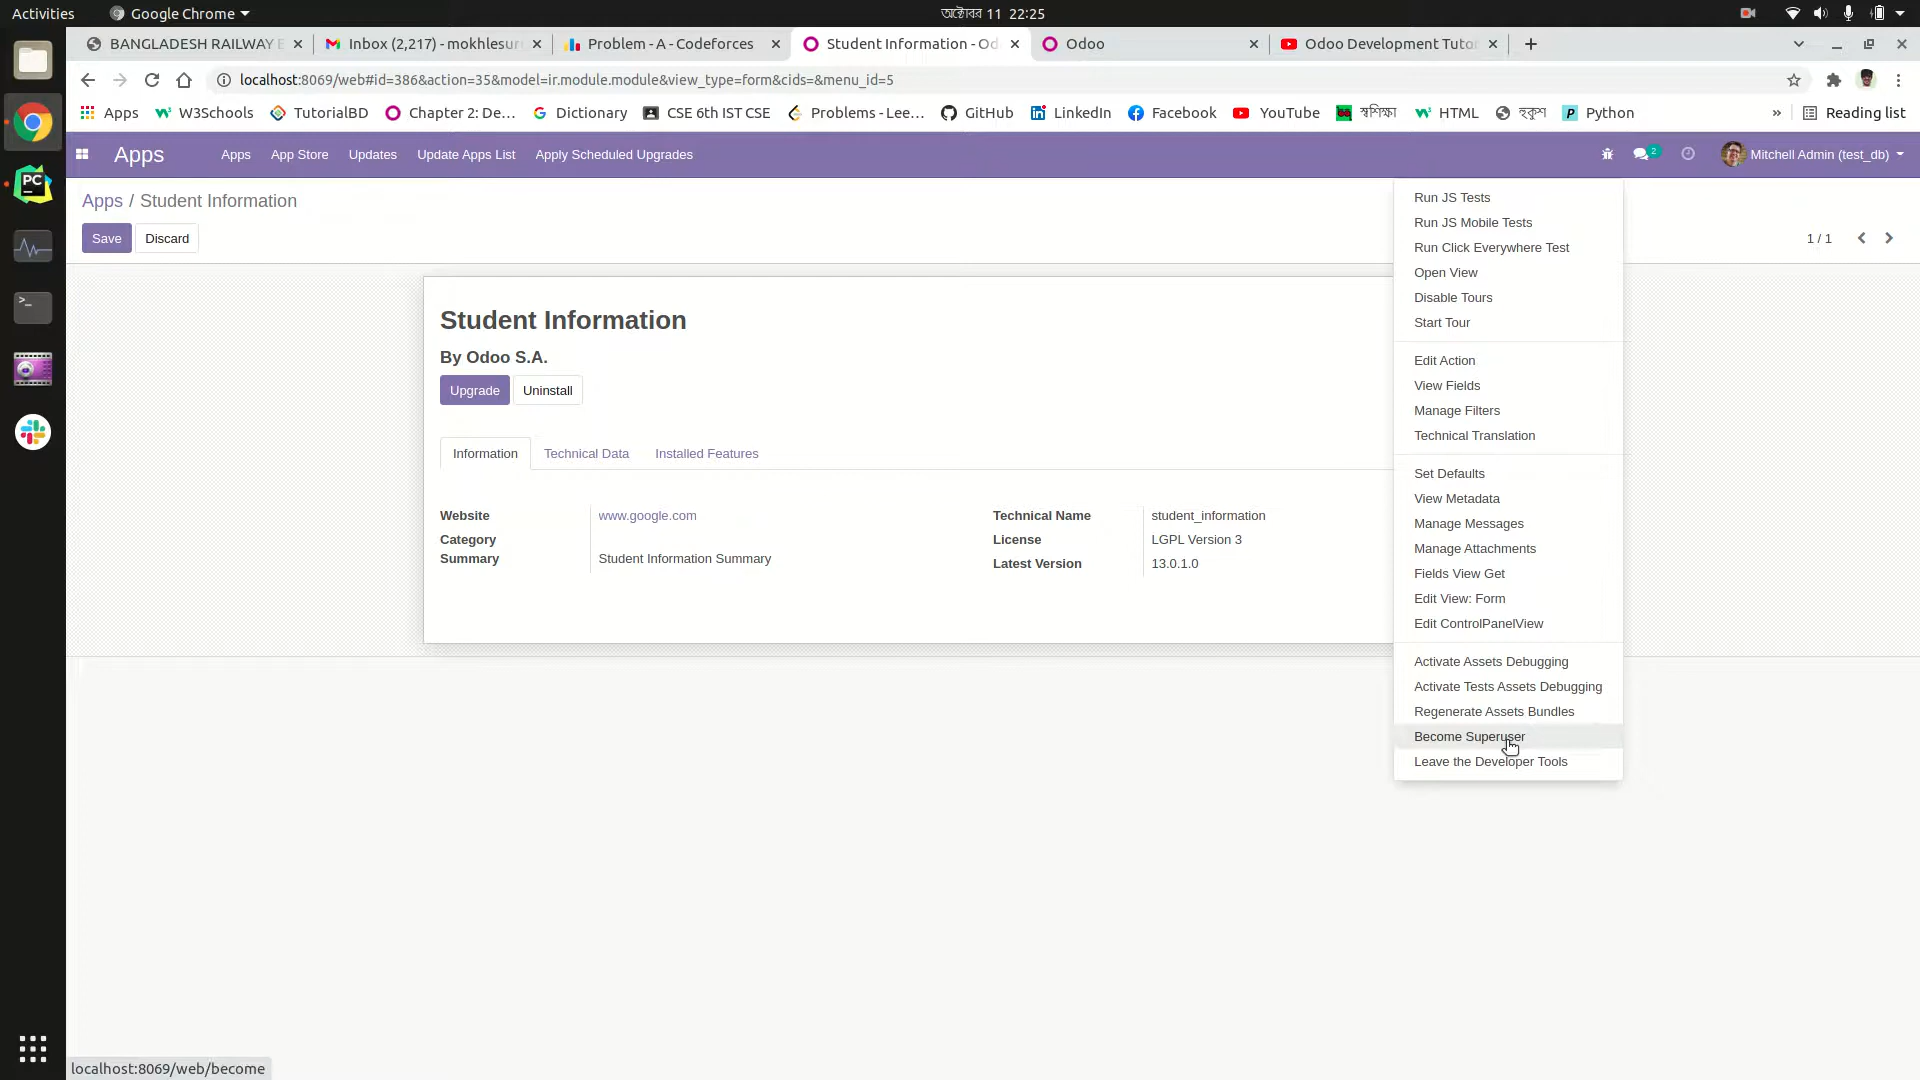 Activities
Google Chrome
অক্টোবর 11 22:25
BANGLADESH RAILWAY E
Inbox (2,217) - mokhlesur
Problem - A - Codeforces
Student Information - Od
Odoo
Odoo Development Tuto
localhost:8069/web#id=386&action=35&model=ir.module.module&view_type=form&cids=&menu_id=5
Apps
W3Schools
TutorialBD
Chapter 2: De...
Dictionary
CSE 6th IST CSE
Problems - Lee...
GitHub
LinkedIn
Facebook
YouTube
স্বশিক্ষা
HTML
হুকুশ
Python
»
Reading list
Apps
Apps
App Store
Updates
Update Apps List
Apply Scheduled Upgrades
2
Mitchell Admin (test_db)
Apps / Student Information
Save
Discard
1 / 1
Student Information
By Odoo S.A.
Upgrade
Uninstall
Information
Technical Data
Installed Features
Website
www.google.com
Category
Summary
Student Information Summary
Technical Name
student_information
License
LGPL Version 3
Latest Version
13.0.1.0
Run JS Tests
Run JS Mobile Tests
Run Click Everywhere Test
Open View
Disable Tours
Start Tour
Edit Action
View Fields
Manage Filters
Technical Translation
Set Defaults
View Metadata
Manage Messages
Manage Attachments
Fields View Get
Edit View: Form
Edit ControlPanelView
Activate Assets Debugging
Activate Tests Assets Debugging
Regenerate Assets Bundles
Become Superuser
Leave the Developer Tools
PC
localhost:8069/web/become